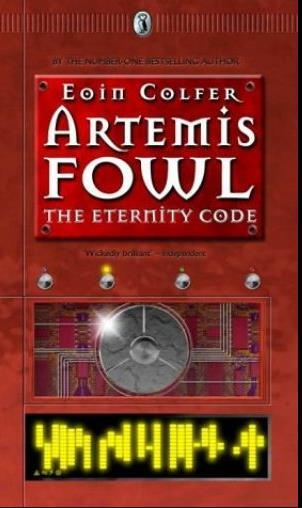 BY THE NUMBER-ONE BESTSELLING AUTHOR
EOIN COLFER
ARTEMIS
FOWL
THE ETERNITY CODE
'Wickedly brilliant' – Independent